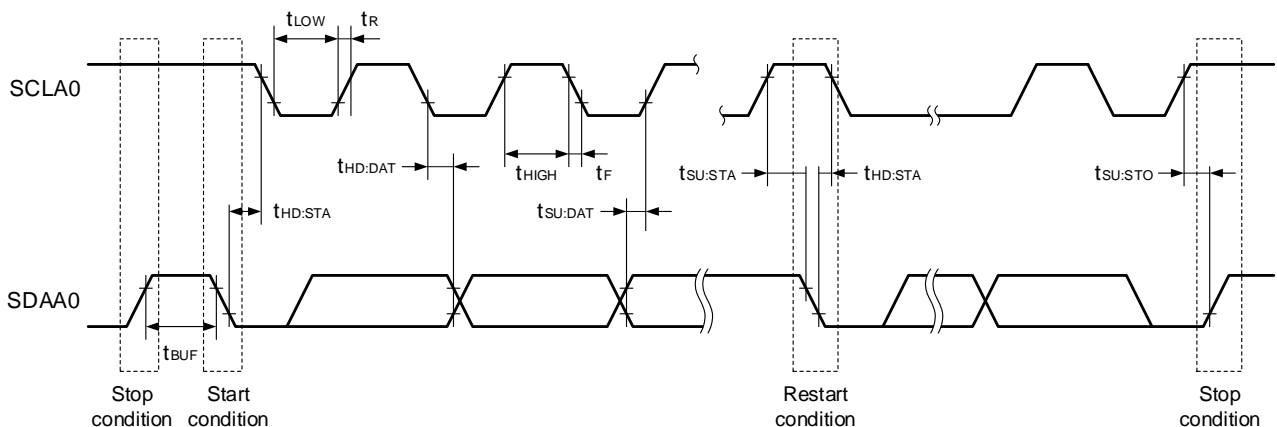 tLOW tR
SCLA0
tHD:DAT tHIGH tF tSU:STA tHD:STA tSU:STO
tHD:STA tSU:DAT
SDAA0
tBUF
Stop condition
Start condition
Restart condition
Stop condition